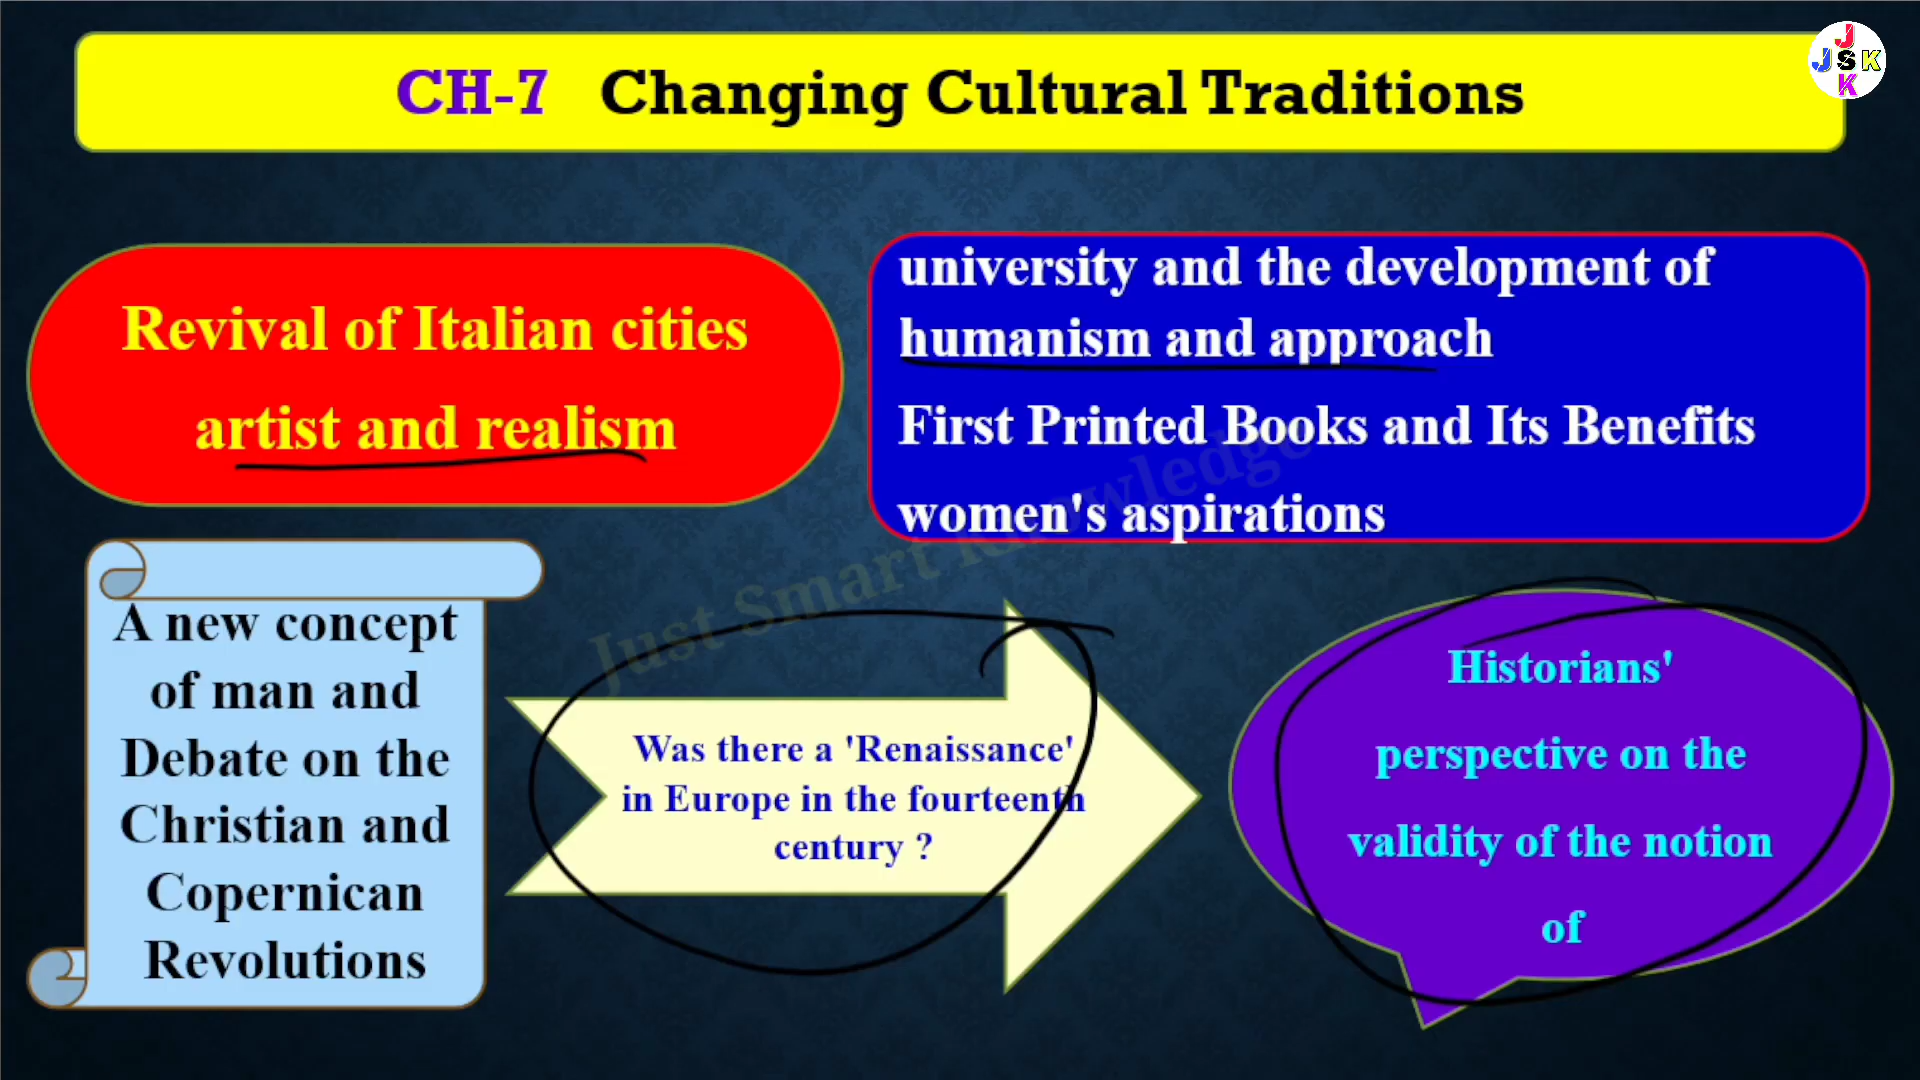 CH-7 Changing Cultural Traditions
J
J S K
K
Revival of Italian cities
artist and realism
university and the development of
humanism and approach
First Printed Books and Its Benefits
women's aspirations
Just Smart Knowledge
A new concept
of man and
Debate on the
Christian and
Copernican
Revolutions
Was there a 'Renaissance'
in Europe in the fourteenth
century ?
Historians'
perspective on the
validity of the notion
of